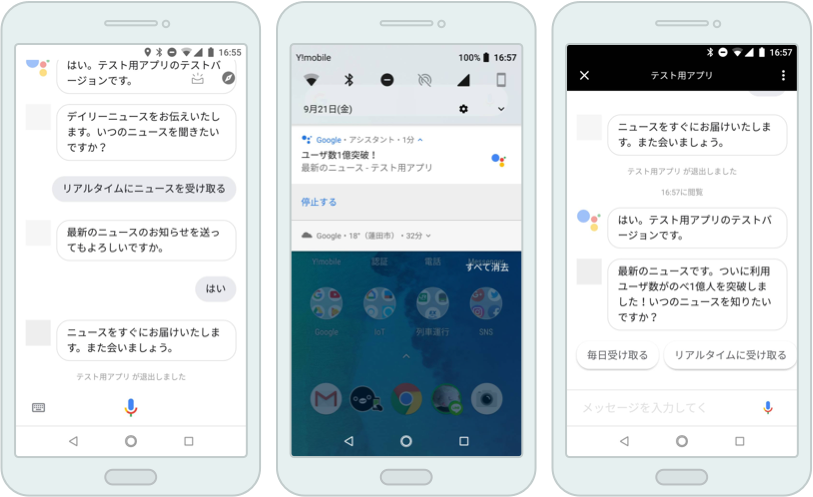 16:55
はい。テスト用アプリのテストバ
ージョンです。
デイリーニュースをお伝えいたし
ます。いつのニュースを聞きたい
ですか？
リアルタイムにニュースを受け取る
最新のニュースのお知らせを送っ
てもよろしいですか。
はい
ニュースをすぐにお届けいたしま
す。また会いましょう。
テスト用アプリ が退出しました
Y!mobile
100% 16:57
9月21日(金)
Google・アシスタント・1分
ユーザ数1億突破！
最新のニュース - テスト用アプリ
停止する
Google・18°（蓮田市）・32分
Y!mobile 認証 電話 Messenger
すべて消去
Google IoT 列車運行 SNS
16:57
テスト用アプリ
ニュースをすぐにお届けいたしま
す。また会いましょう。
テスト用アプリ が退出しました
16:57に閲覧
はい。テスト用アプリのテストバ
ージョンです。
最新のニュースです。ついに利用
ユーザ数がのべ1億人を突破しま
した！いつのニュースを知りたい
ですか？
毎日受け取る
リアルタイムに受け取る
メッセージを入力してく